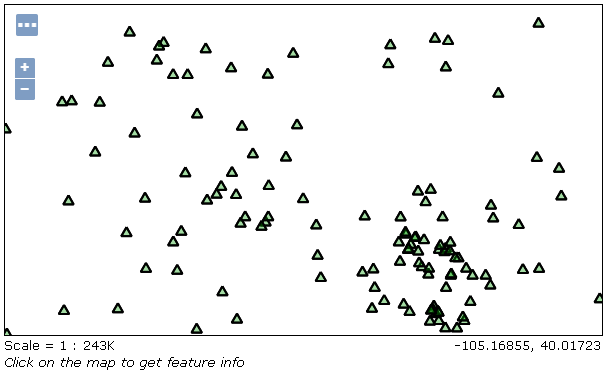 Scale = 1 : 243K
-105.16855, 40.01723
Click on the map to get feature info